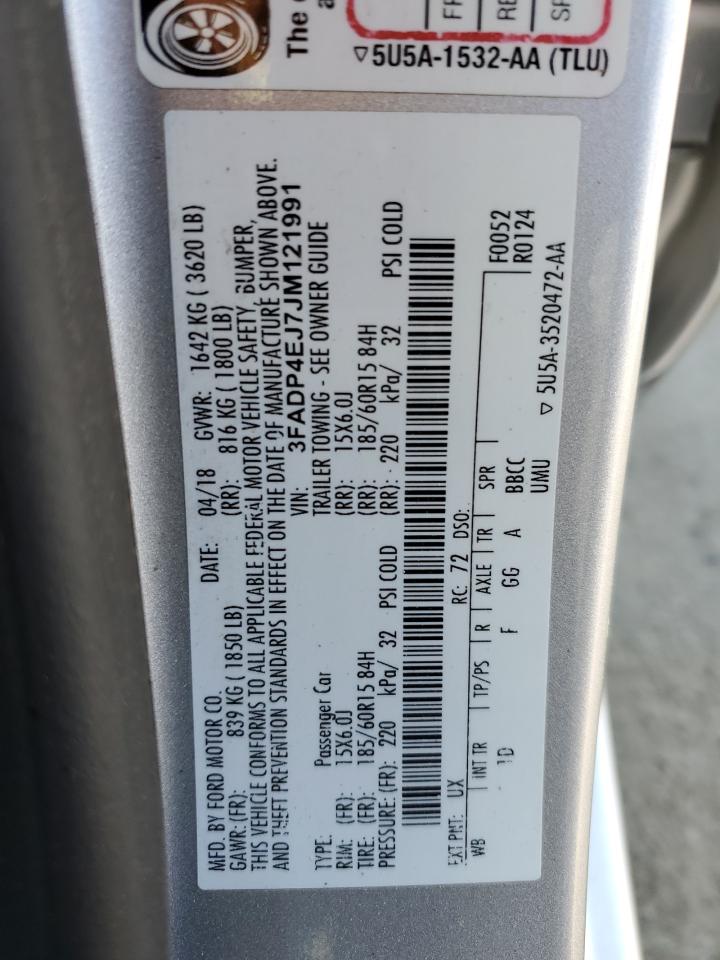 The
FR
RE
SP
▽5U5A-1532-AA (TLU)
MFD. BY FORD MOTOR CO. DATE: 04/18 GVWR: 1642 KG ( 3620 LB)
GAWR: (FR): 839 KG ( 1850 LB) (RR): 816 KG ( 1800 LB)
THIS VEHICLE CONFORMS TO ALL APPLICABLE FEDERAL MOTOR VEHICLE SAFETY, BUMPER,
AND THEFT PREVENTION STANDARDS IN EFFECT ON THE DATE OF MANUFACTURE SHOWN ABOVE.
VIN: 3FADP4EJ7JM121991
TYPE: Passenger Car TRAILER TOWING - SEE OWNER GUIDE
RIM: (FR): 15X6.0J (RR): 15X6.0J
TIRE: (FR): 185/60R15 84H (RR): 185/60R15 84H
PRESSURE: (FR): 220 kPa/ 32 PSI COLD (RR): 220 kPa/ 32 PSI COLD
EXT PNT: UX RC: 72 DSO: F0052
WB INT TR TP/PS R AXLE TR SPR R0124
1D F GG A BBCC
UMU
▽ 5U5A-3520472-AA